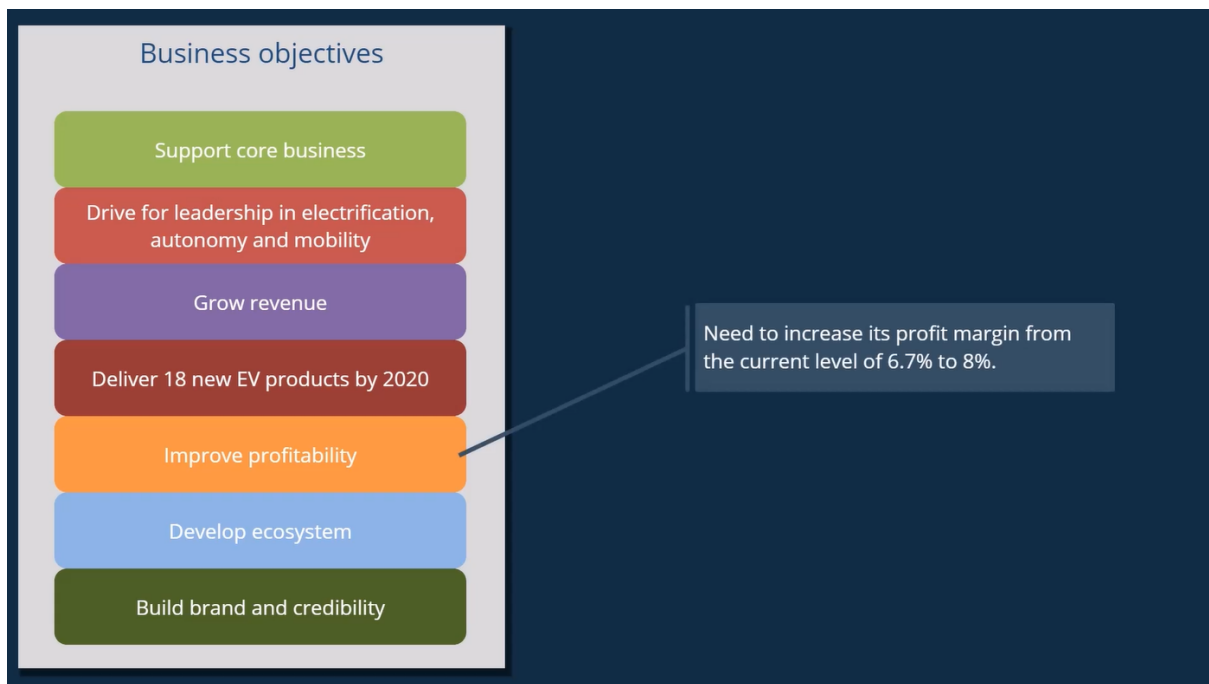 Business objectives
Support core business
Drive for leadership in electrification,
autonomy and mobility
Grow revenue
Deliver 18 new EV products by 2020
Improve profitability
Develop ecosystem
Build brand and credibility
Need to increase its profit margin from
the current level of 6.7% to 8%.